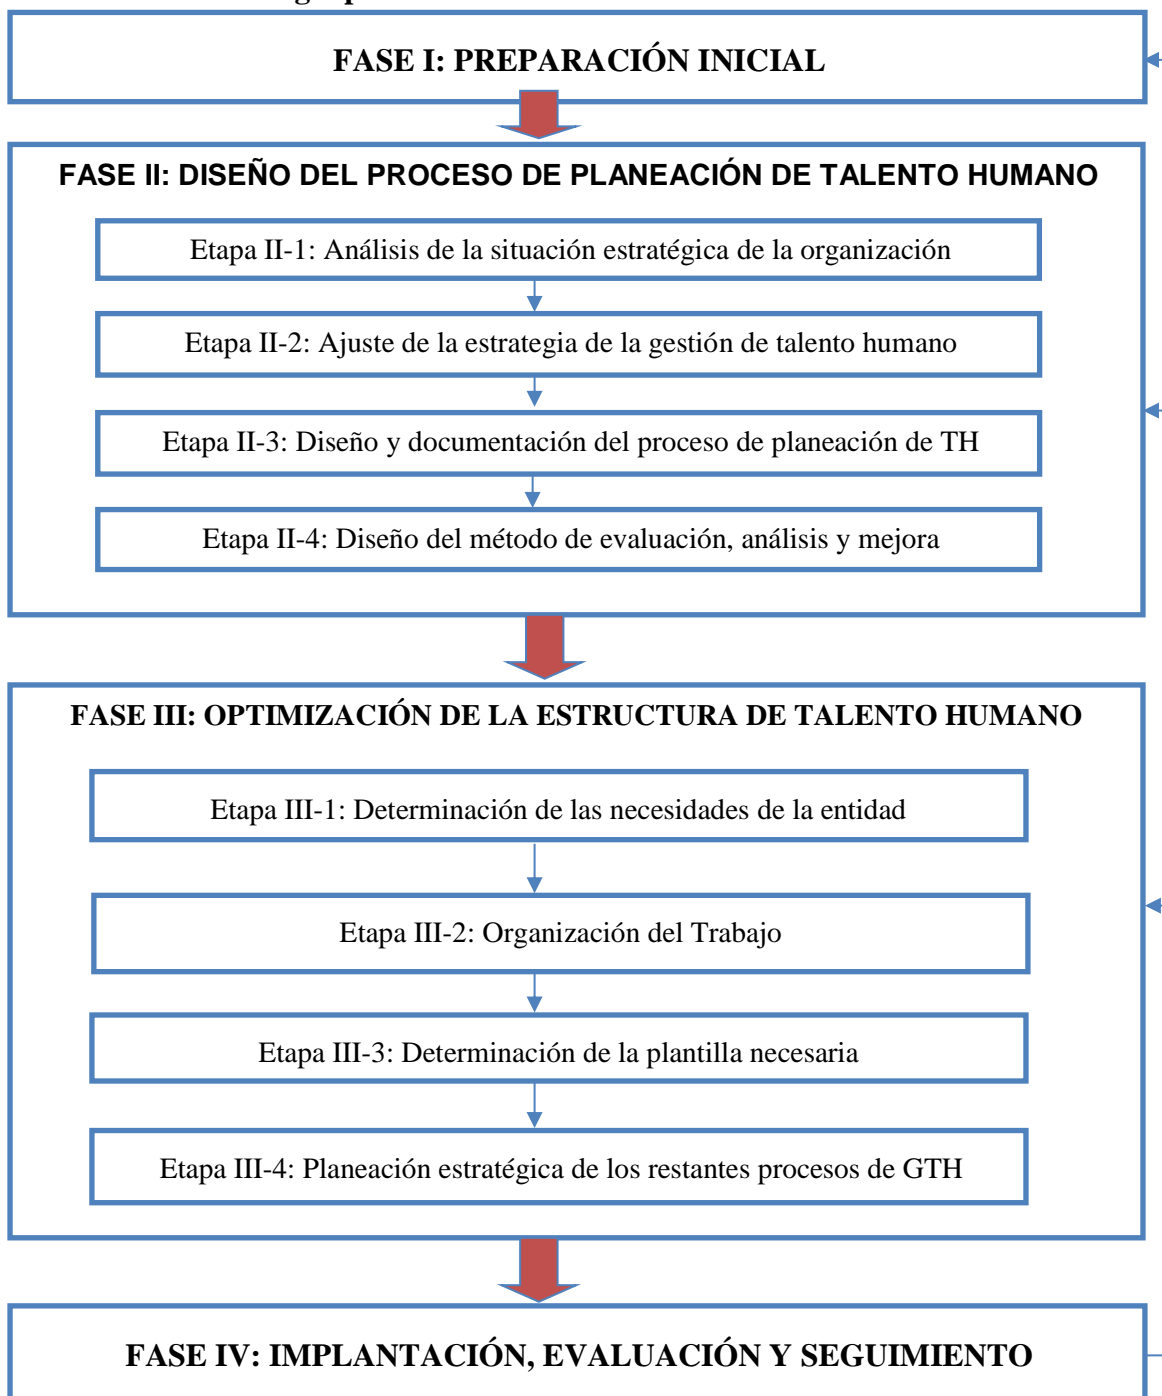 FASE I: PREPARACIÓN INICIAL
FASE II: DISEÑO DEL PROCESO DE PLANEACIÓN DE TALENTO HUMANO
Etapa II-1: Análisis de la situación estratégica de la organización
Etapa II-2: Ajuste de la estrategia de la gestión de talento humano
Etapa II-3: Diseño y documentación del proceso de planeación de TH
Etapa II-4: Diseño del método de evaluación, análisis y mejora
FASE III: OPTIMIZACIÓN DE LA ESTRUCTURA DE TALENTO HUMANO
Etapa III-1: Determinación de las necesidades de la entidad
Etapa III-2: Organización del Trabajo
Etapa III-3: Determinación de la plantilla necesaria
Etapa III-4: Planeación estratégica de los restantes procesos de GTH
FASE IV: IMPLANTACIÓN, EVALUACIÓN Y SEGUIMIENTO